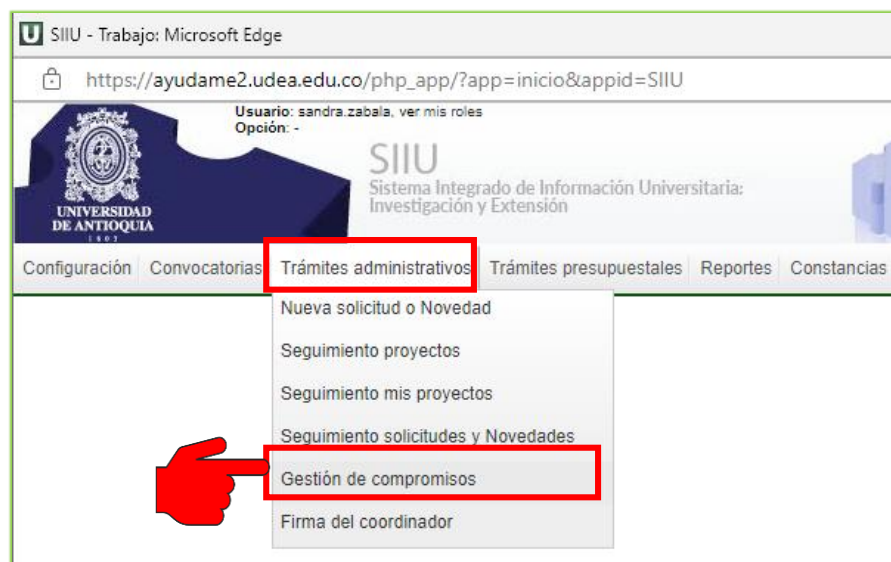 SIIU - Trabajo: Microsoft Edge
https://ayudame2.udea.edu.co/php_app/?app=inicio&appid=SIIU
Usuario: sandra.zabala, ver mis roles
Opción: -
SIIU
Sistema Integrado de Información Universitaria:
Investigación y Extensión
UNIVERSIDAD
DE ANTIOQUIA
1803
Configuración Convocatorias Trámites administrativos Trámites presupuestales Reportes Constancias
Nueva solicitud o Novedad
Seguimiento proyectos
Seguimiento mis proyectos
Seguimiento solicitudes y Novedades
Gestión de compromisos
Firma del coordinador